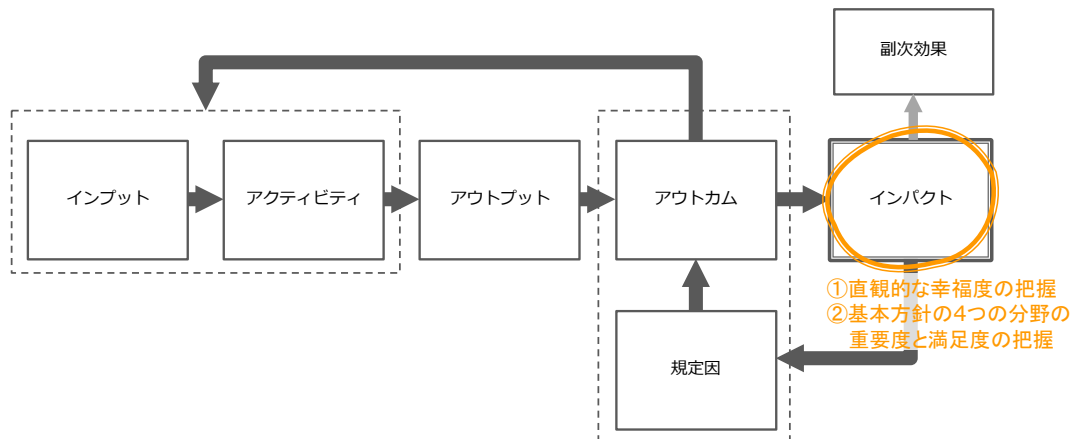 副次効果
インプット
アクティビティ
アウトプット
アウトカム
インパクト
①直観的な幸福度の把握
②基本方針の4つの分野の
重要度と満足度の把握
規定因